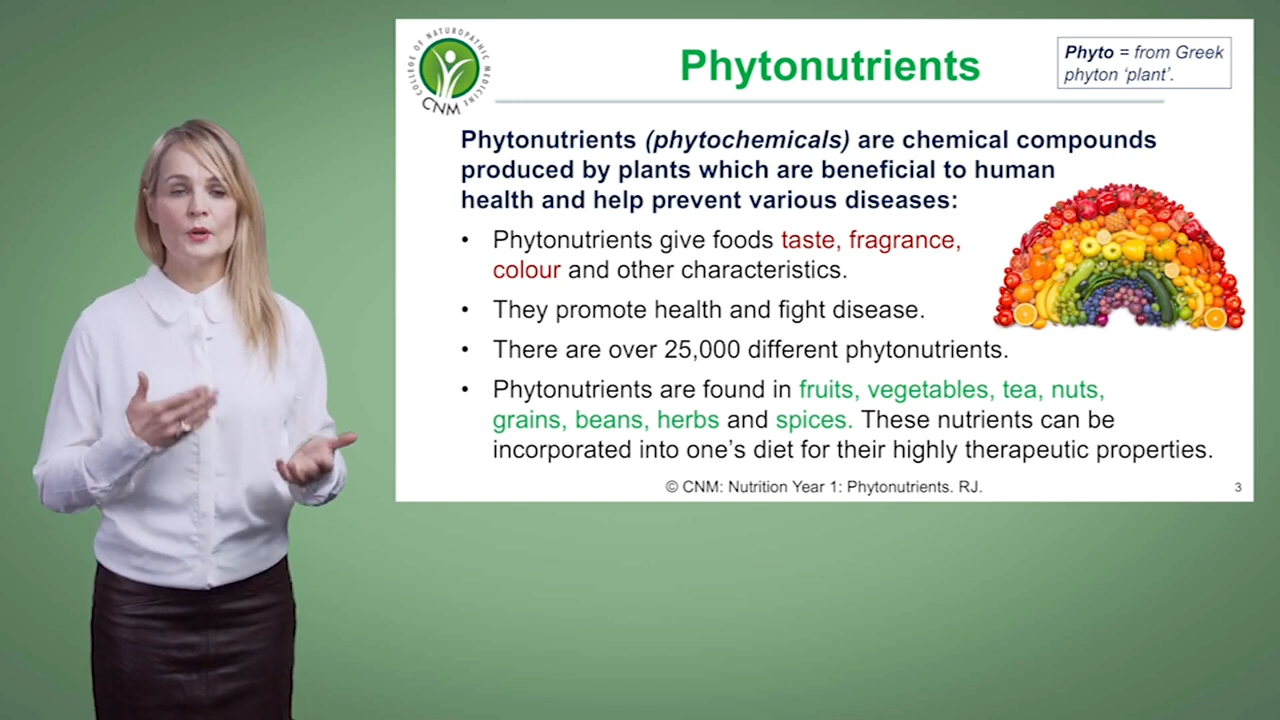 COLLEGE OF NATUROPATHIC MEDICINE
CNM
Phytonutrients
Phyto = from Greek
phyton ‘plant’.
Phytonutrients (phytochemicals) are chemical compounds
produced by plants which are beneficial to human
health and help prevent various diseases:
• Phytonutrients give foods taste, fragrance,
colour and other characteristics.
• They promote health and fight disease.
• There are over 25,000 different phytonutrients.
• Phytonutrients are found in fruits, vegetables, tea, nuts,
grains, beans, herbs and spices. These nutrients can be
incorporated into one’s diet for their highly therapeutic properties.
© CNM: Nutrition Year 1: Phytonutrients. RJ.
3